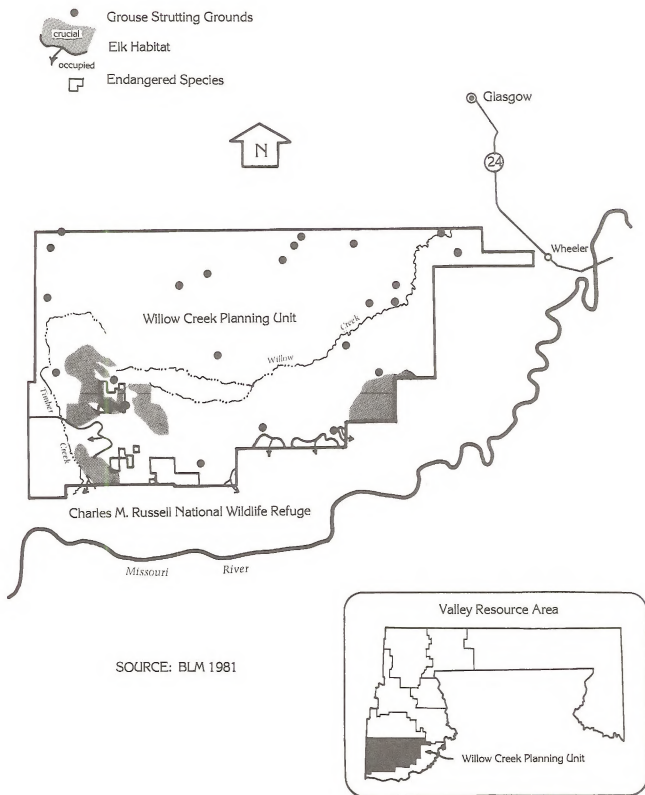 Grouse Strutting Grounds
crucial
Elk Habitat
occupied
Endangered Species
Glasgow
N
24
Wheeler
Willow Creek Planning Unit
Willow Creek
Timber Creek
Charles M. Russell National Wildlife Refuge
Missouri River
Valley Resource Area
SOURCE: BLM 1981
Willow Creek Planning Unit